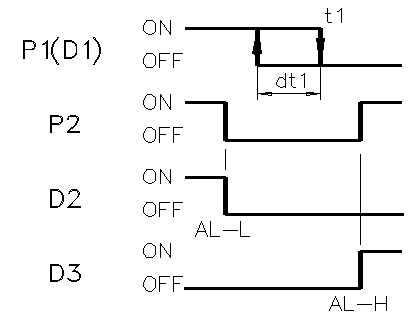 ON
t1
P1(D1)
OFF
dt1
ON
P2
OFF
ON
D2
OFF
AL-L
ON
D3
OFF
AL-H